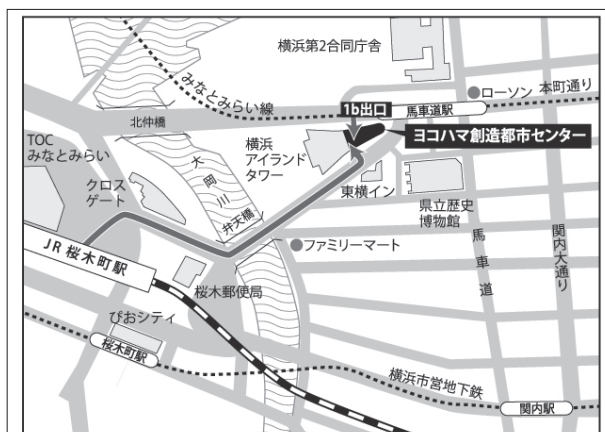 横浜第2合同庁舎
みなとみらい線
ローソン
本町通り
1b出口
馬車道駅
北仲橋
ヨコハマ創造都市センター
TOC
みなとみらい
横浜
アイランド
タワー
大岡川
クロス
ゲート
東横イン
県立歴史
博物館
弁天橋
馬車道
関内大通り
ファミリーマート
JR 桜木町駅
桜木郵便局
ぴおシティ
桜木町駅
横浜市営地下鉄
関内駅